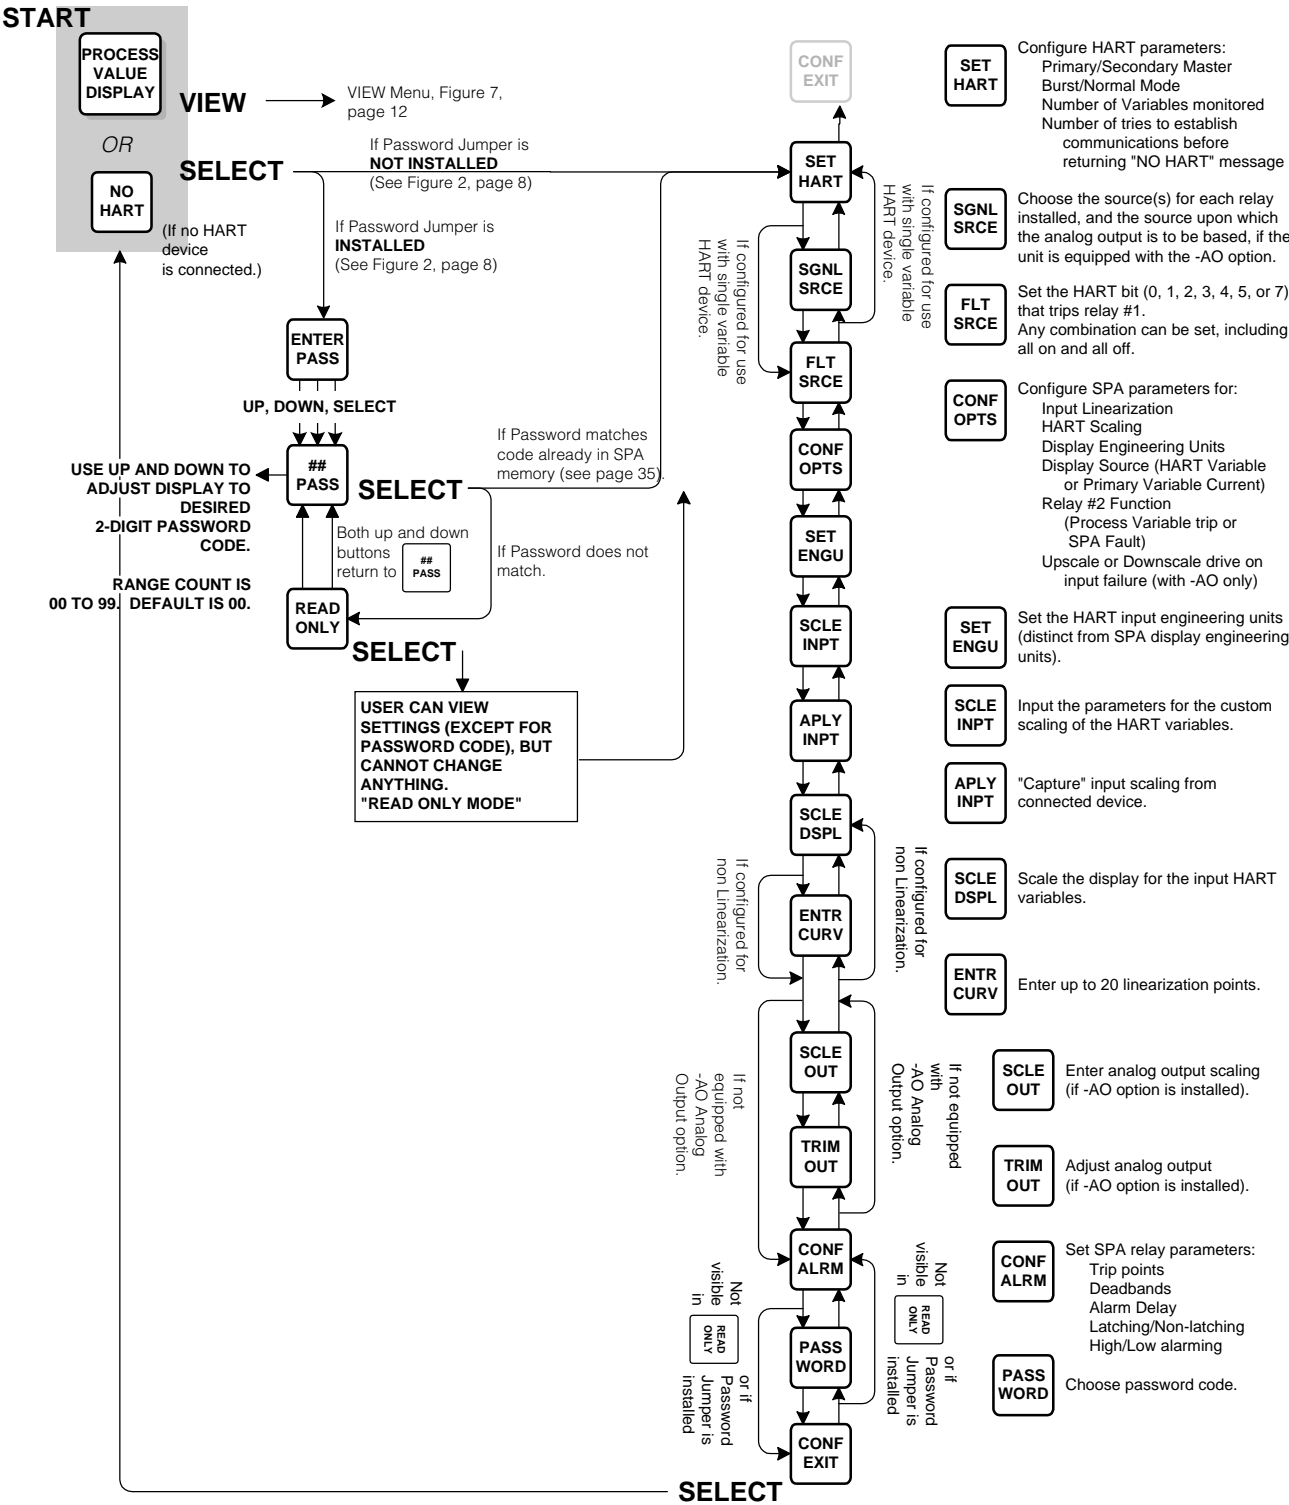 START
PROCESS
VALUE
DISPLAY
VIEW
VIEW Menu, Figure 7,
page 12
OR
SELECT
If Password Jumper is
NOT INSTALLED
(See Figure 2, page 8)
NO
HART
(If no HART
device
is connected.)
If Password Jumper is
INSTALLED
(See Figure 2, page 8)
ENTER
PASS
UP, DOWN, SELECT
##
PASS
USE UP AND DOWN TO
ADJUST DISPLAY TO
DESIRED
2-DIGIT PASSWORD
CODE.
RANGE COUNT IS
00 TO 99. DEFAULT IS 00.
SELECT
If Password matches
code already in SPA
memory (see page 35).
Both up and down
buttons
return to
##
PASS
If Password does not
match.
READ
ONLY
SELECT
USER CAN VIEW
SETTINGS (EXCEPT FOR
PASSWORD CODE), BUT
CANNOT CHANGE
ANYTHING.
"READ ONLY MODE"
CONF
EXIT
SET
HART
If configured for use
with single variable
HART device.
If configured for use
with single variable
HART device.
SGNL
SRCE
FLT
SRCE
CONF
OPTS
SET
ENGU
SCLE
INPT
APLY
INPT
SCLE
DSPL
If configured for
non Linearization.
If configured for
non Linearization.
ENTR
CURV
SCLE
OUT
If not
equipped with
-AO Analog
Output option.
If not equipped
with
-AO Analog
Output option.
TRIM
OUT
CONF
ALRM
Not
visible
in
READ
ONLY
or if
Password
Jumper is
installed
Not
visible
in
READ
ONLY
or if
Password
Jumper is
installed
PASS
WORD
CONF
EXIT
SELECT
SET
HART
Configure HART parameters:
Primary/Secondary Master
Burst/Normal Mode
Number of Variables monitored
Number of tries to establish
communications before
returning "NO HART" message
SGNL
SRCE
Choose the source(s) for each relay
installed, and the source upon which
the analog output is to be based, if the
unit is equipped with the -AO option.
FLT
SRCE
Set the HART bit (0, 1, 2, 3, 4, 5, or 7)
that trips relay #1.
Any combination can be set, including
all on and all off.
CONF
OPTS
Configure SPA parameters for:
Input Linearization
HART Scaling
Display Engineering Units
Display Source (HART Variable
or Primary Variable Current)
Relay #2 Function
(Process Variable trip or
SPA Fault)
Upscale or Downscale drive on
input failure (with -AO only)
SET
ENGU
Set the HART input engineering units
(distinct from SPA display engineering
units).
SCLE
INPT
Input the parameters for the custom
scaling of the HART variables.
APLY
INPT
"Capture" input scaling from
connected device.
SCLE
DSPL
Scale the display for the input HART
variables.
ENTR
CURV
Enter up to 20 linearization points.
SCLE
OUT
Enter analog output scaling
(if -AO option is installed).
TRIM
OUT
Adjust analog output
(if -AO option is installed).
CONF
ALRM
Set SPA relay parameters:
Trip points
Deadbands
Alarm Delay
Latching/Non-latching
High/Low alarming
PASS
WORD
Choose password code.